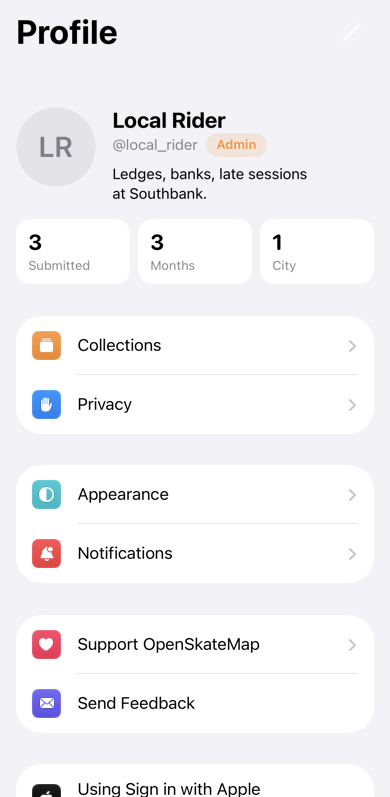 Profile
LR
Local Rider
@local_rider Admin
Ledges, banks, late sessions
at Southbank.
3 3 1
Submitted Months City
Collections
Privacy
Appearance
Notifications
Support OpenSkateMap
Send Feedback
Using Sign in with Apple